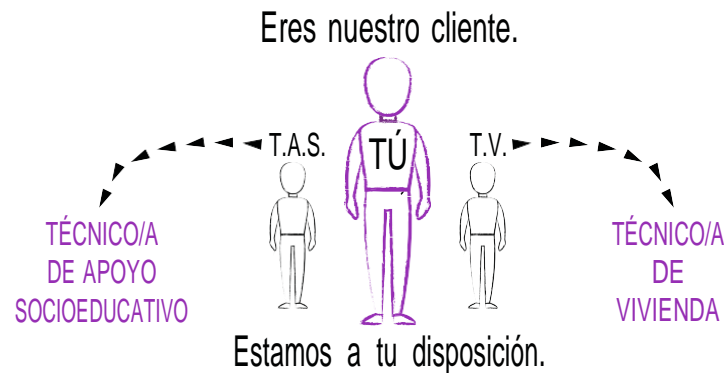 Eres nuestro cliente.
T.A.S.
TÚ
T.V.
TÉCNICO/A
DE APOYO
SOCIOEDUCATIVO
TÉCNICO/A
DE
VIVIENDA
Estamos a tu disposición.